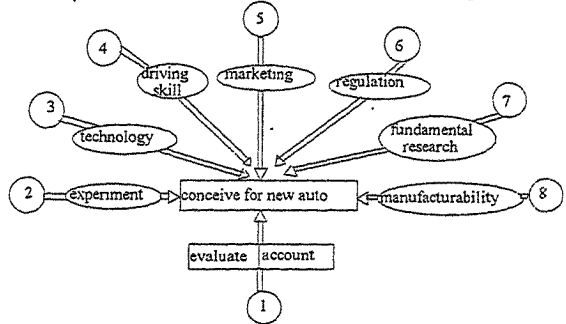 5
4
6
driving
skill
marketing
regulation
3
7
technology
fundamental
research
2
experiment
conceive for new auto
manufacturability
8
evaluate account
1